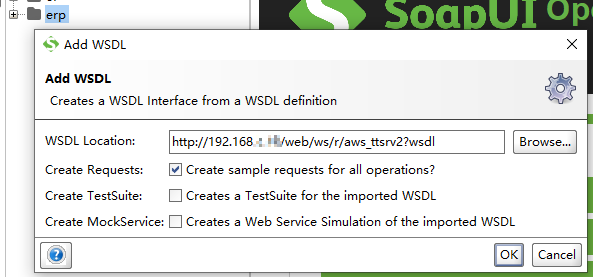 erp
SoapUI Ope
Add WSDL
Add WSDL
Creates a WSDL Interface from a WSDL definition
WSDL Location: http://192.168. /web/ws/r/aws_ttsrv2?wsdl Browse...
Create Requests: Create sample requests for all operations?
Create TestSuite: Creates a TestSuite for the imported WSDL
Create MockService: Creates a Web Service Simulation of the imported WSDL
? OK Cancel